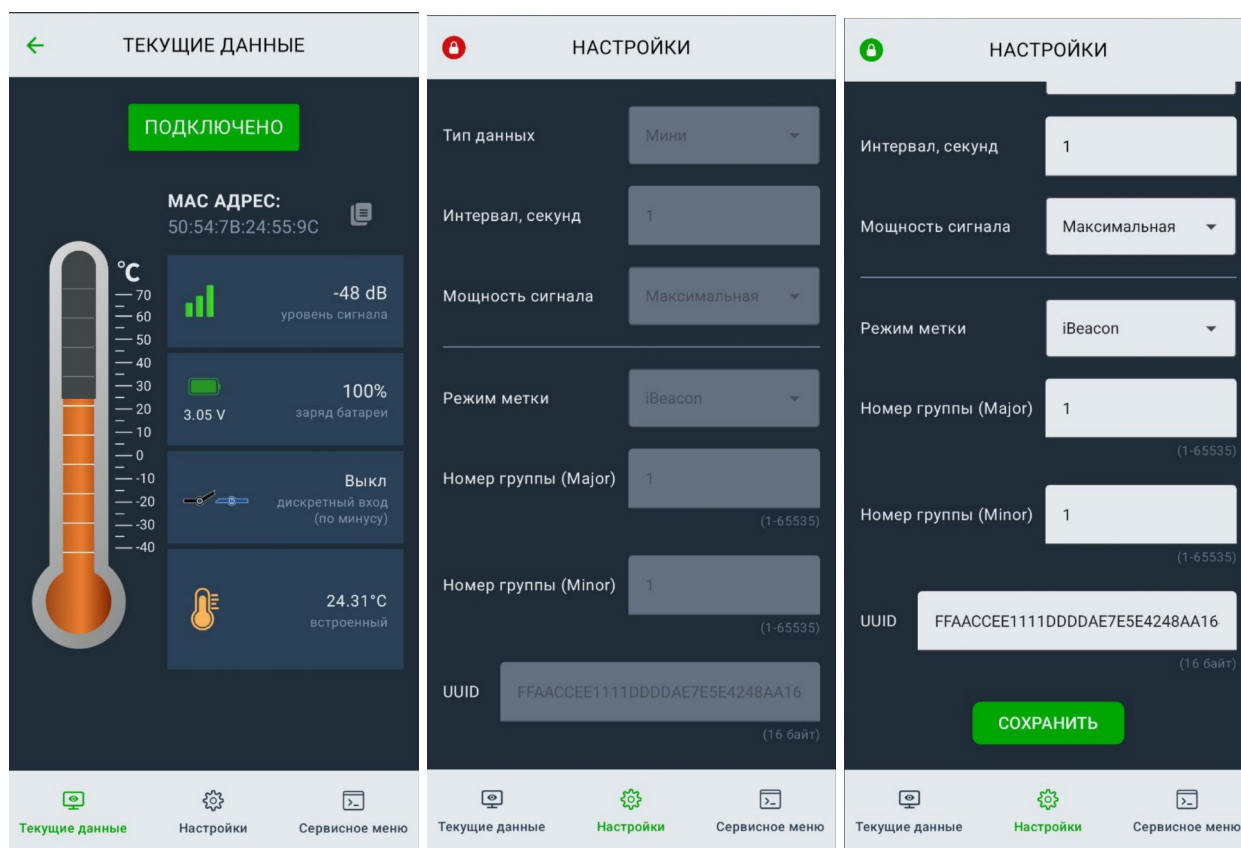 ТЕКУЩИЕ ДАННЫЕ
ПОДКЛЮЧЕНО
МАС АДРЕС:
50:54:7B:24:55:9C
°C
70
60
50
40
30
20
10
0
-10
-20
-30
-40
-48 dB
уровень сигнала
100%
3.05 V
заряд батареи
Выкл
дискретный вход
(по минусу)
24.31°C
встроенный
Текущие данные
Настройки
Сервисное меню
НАСТРОЙКИ
Тип данных
Мини
Интервал, секунд
1
Мощность сигнала
Максимальная
Режим метки
iBeacon
Номер группы (Major)
1
(1-65535)
Номер группы (Minor)
1
(1-65535)
UUID
FFAACCEE1111DDDDAE7E5E4248AA16
(16 байт)
Текущие данные
Настройки
Сервисное меню
НАСТРОЙКИ
Интервал, секунд
1
Мощность сигнала
Максимальная
Режим метки
iBeacon
Номер группы (Major)
1
(1-65535)
Номер группы (Minor)
1
(1-65535)
UUID
FFAACCEE1111DDDDAE7E5E4248AA16
(16 байт)
СОХРАНИТЬ
Текущие данные
Настройки
Сервисное меню